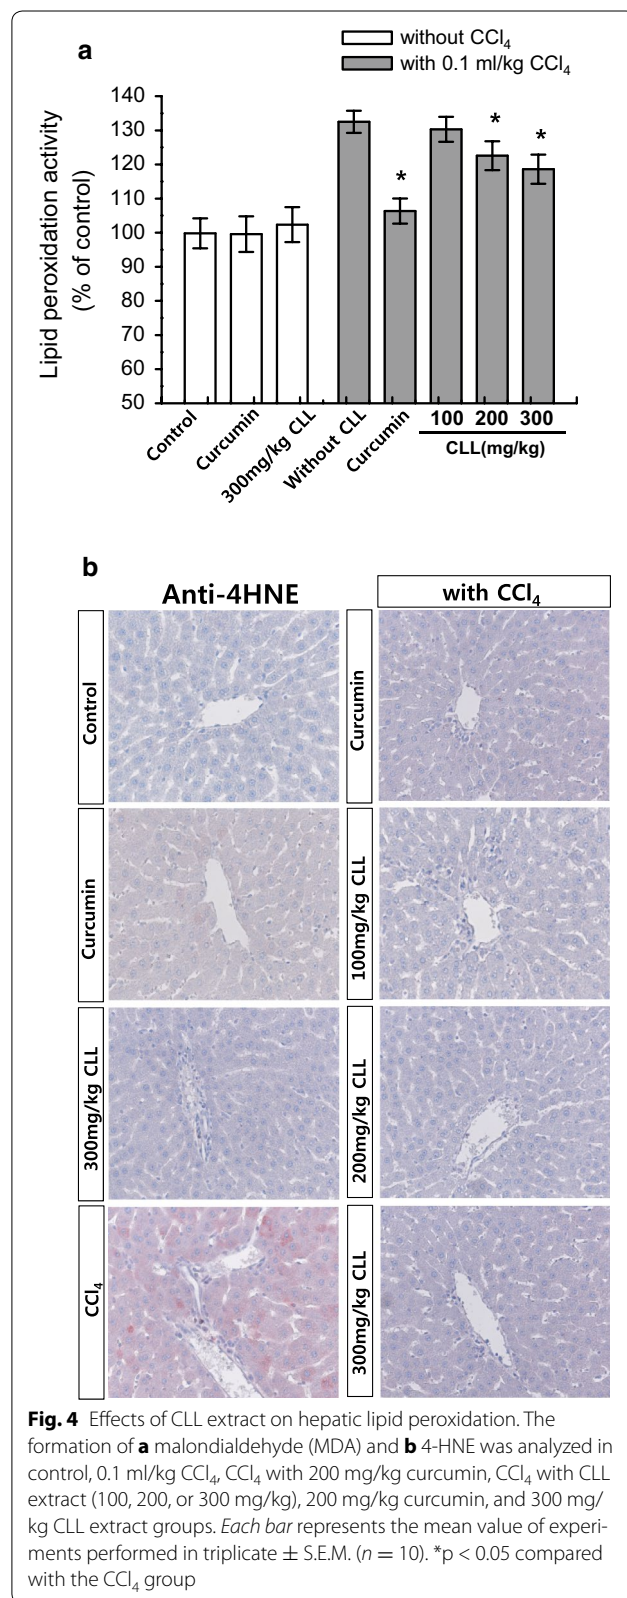 a
without CCl₄
with 0.1 ml/kg CCl₄
Lipid peroxidation activity
(% of control)
140
130
120
110
100
90
80
70
60
50
*
*
*
Control
Curcumin
300mg/kg CLL
Without CLL
Curcumin
100 200 300
CLL(mg/kg)
b
Anti-4HNE
with CCl₄
Control
Curcumin
Curcumin
100mg/kg CLL
300mg/kg CLL
200mg/kg CLL
CCl₄
300mg/kg CLL
Fig. 4 Effects of CLL extract on hepatic lipid peroxidation. The
formation of a malondialdehyde (MDA) and b 4-HNE was analyzed in
control, 0.1 ml/kg CCl₄, CCl₄ with 200 mg/kg curcumin, CCl₄ with CLL
extract (100, 200, or 300 mg/kg), 200 mg/kg curcumin, and 300 mg/
kg CLL extract groups. Each bar represents the mean value of experi-
ments performed in triplicate ± S.E.M. (n = 10). *p < 0.05 compared
with the CCl₄ group